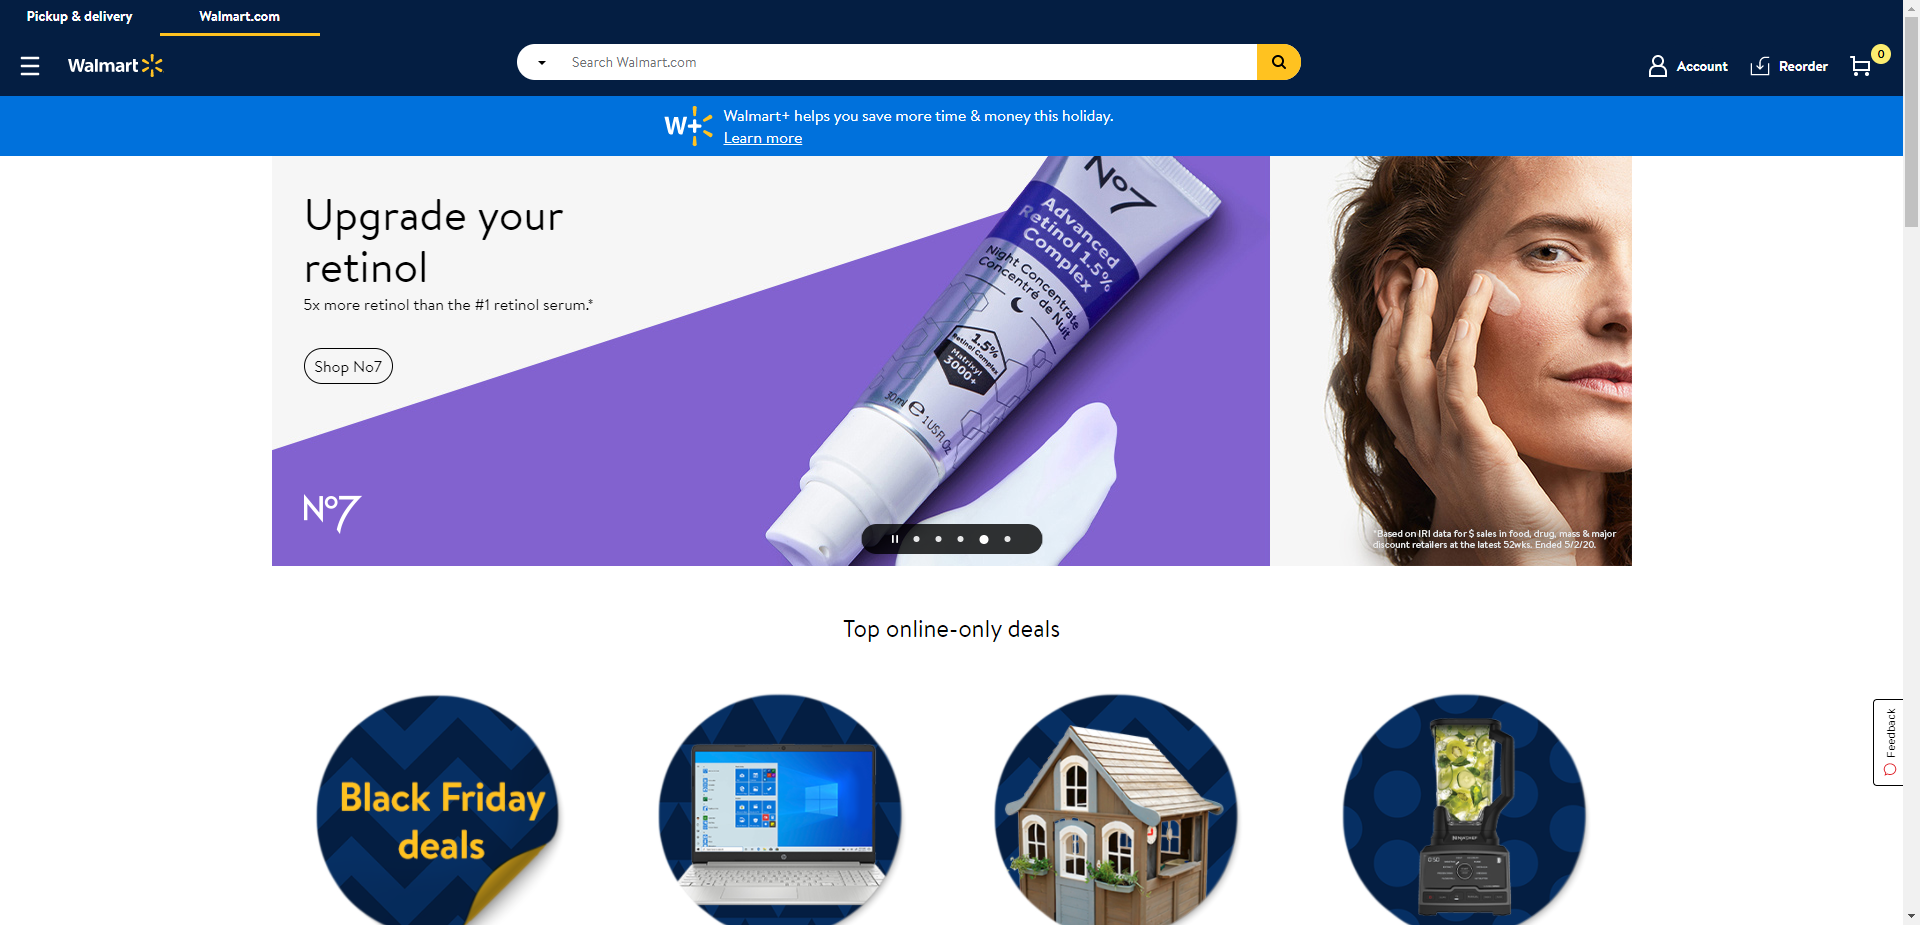 Pickup & delivery
Walmart.com
Walmart
Search Walmart.com
Account
Reorder
0
W+
Walmart+ helps you save more time & money this holiday.
Learn more
Upgrade your
retinol
5x more retinol than the #1 retinol serum.*
Shop No7
No7
No7
Advanced
Retinol 1.5%
Complex
Night Concentrate
Concentré de Nuit
1.5%
Retinol Complex
Matrixyl
3000+
30ml e 1 US Fl Oz
*Based on IRI data for $ sales in food, drug, mass & major
discount retailers at the latest 52wks. Ended 5/2/20.
Top online-only deals
Black Friday
deals
Feedback